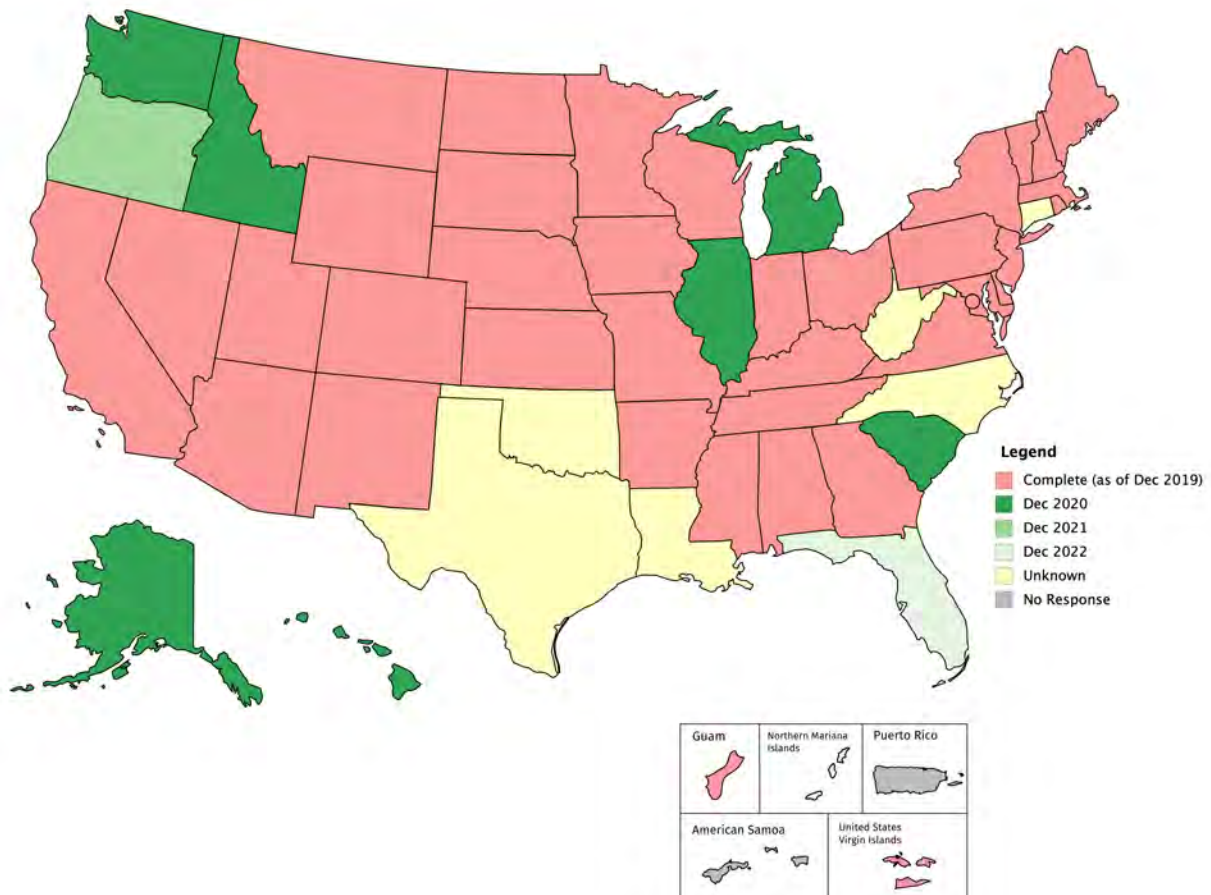 Legend
Complete (as of Dec 2019)
Dec 2020
Dec 2021
Dec 2022
Unknown
No Response
Guam
Northern Mariana
Islands
Puerto Rico
American Samoa
United States
Virgin Islands